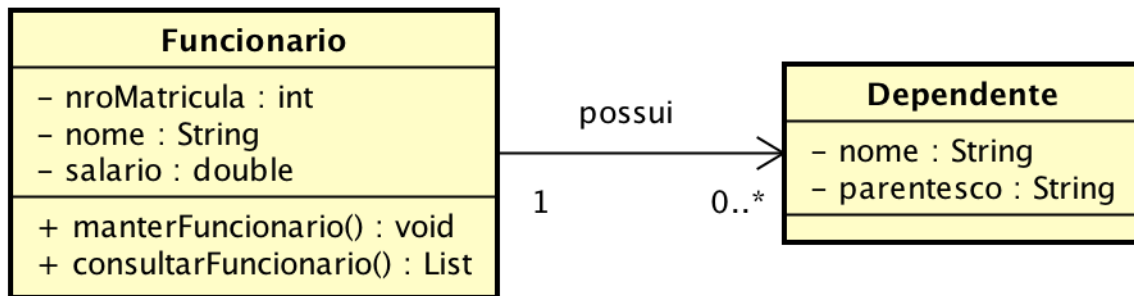 Funcionario
– nroMatricula : int
– nome : String
– salario : double
+ manterFuncionario() : void
+ consultarFuncionario() : List
possui
1
0..*
Dependente
– nome : String
– parentesco : String